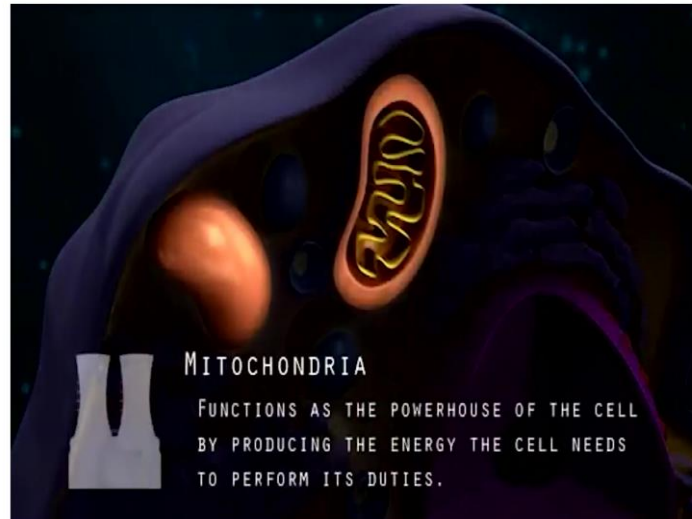 Mitochondria
Functions as the powerhouse of the cell
by producing the energy the cell needs
to perform its duties.